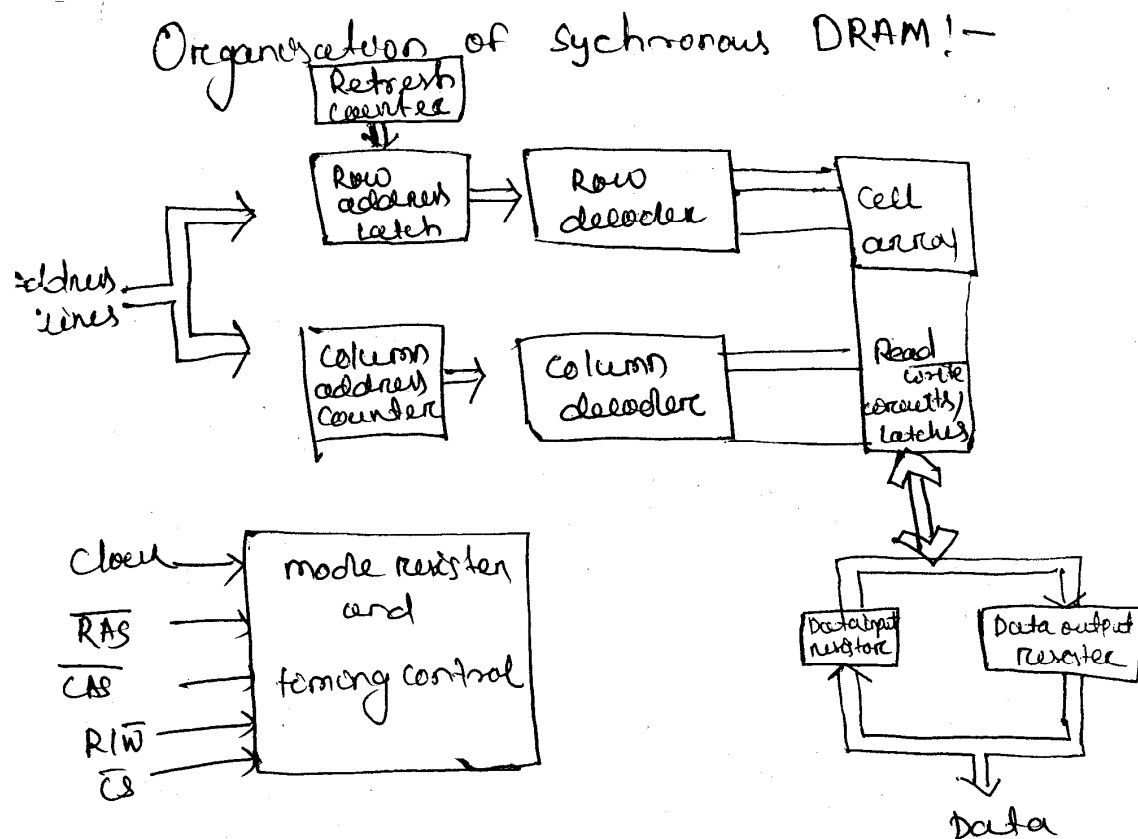 Organisation of Sychronous DRAM!-
Refresh
counter
Row
address
latch
Row
decoder
Cell
array
address
lines
Column
address
counter
Column
decoder
Read
write
circuits/
latches
Clock
RAS
CAS
R/W
CS
mode register
and
timing control
Data input
register
Data output
register
Data